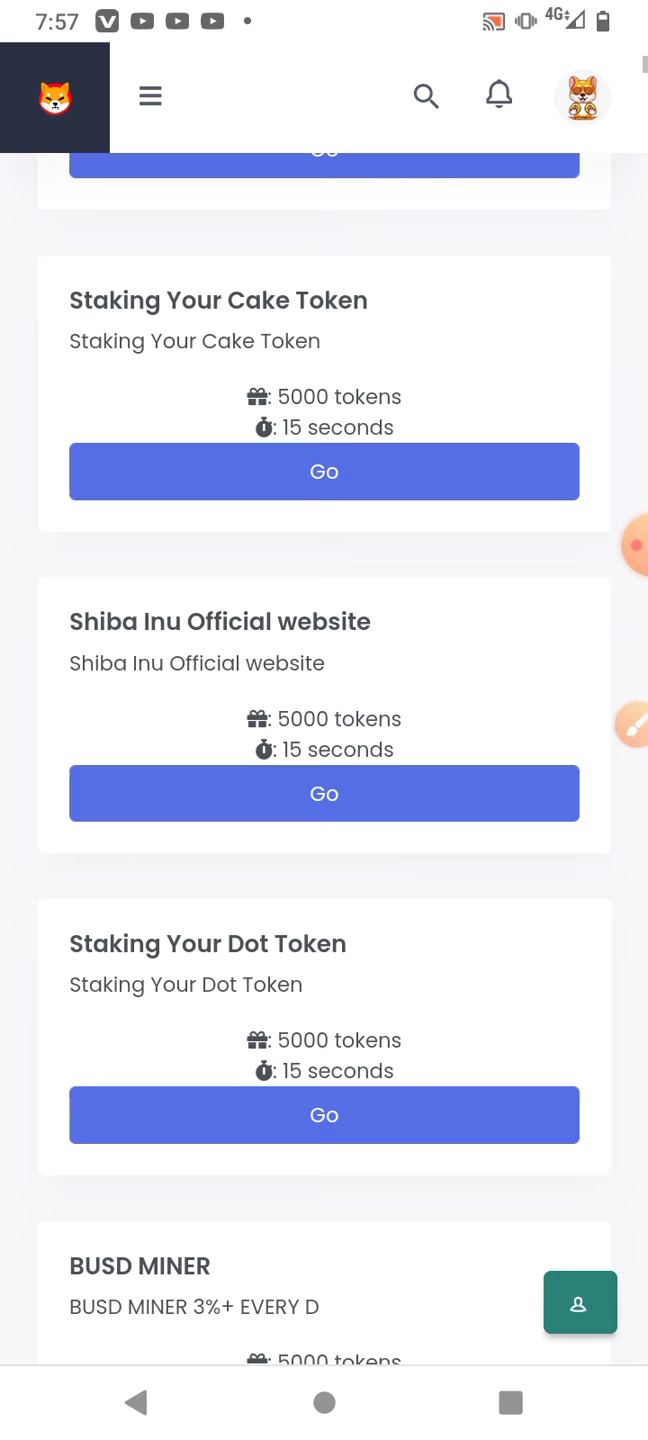 7:57
4G
Go
Staking Your Cake Token
Staking Your Cake Token
: 5000 tokens
: 15 seconds
Go
Shiba Inu Official website
Shiba Inu Official website
: 5000 tokens
: 15 seconds
Go
Staking Your Dot Token
Staking Your Dot Token
: 5000 tokens
: 15 seconds
Go
BUSD MINER
BUSD MINER 3%+ EVERY D
: 5000 tokens